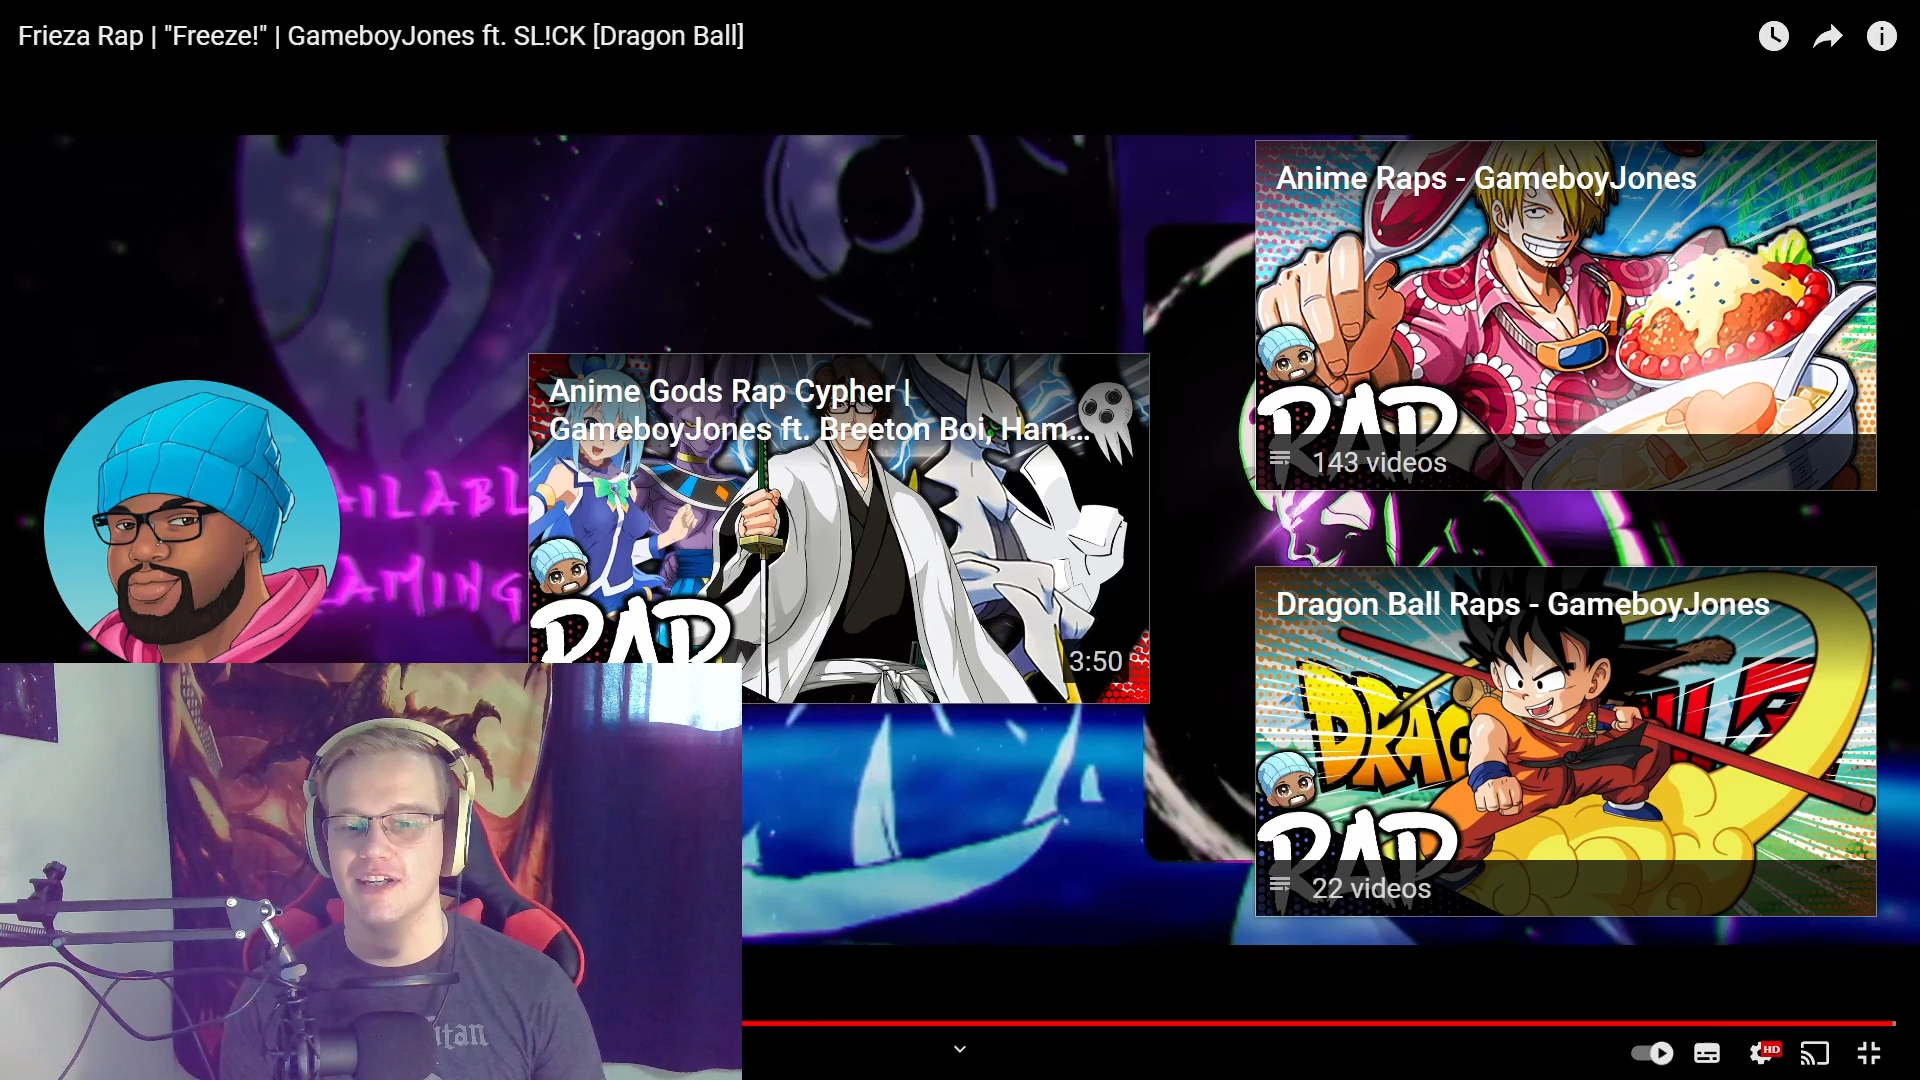 Frieza Rap | "Freeze!" | GameboyJones ft. SL!CK [Dragon Ball]
Anime Raps - GameboyJones
RAP
143 videos
Anime Gods Rap Cypher |
GameboyJones ft. Breeton Boi, Ham...
RAP
3:50
Dragon Ball Raps - GameboyJones
RAP
22 videos
HD